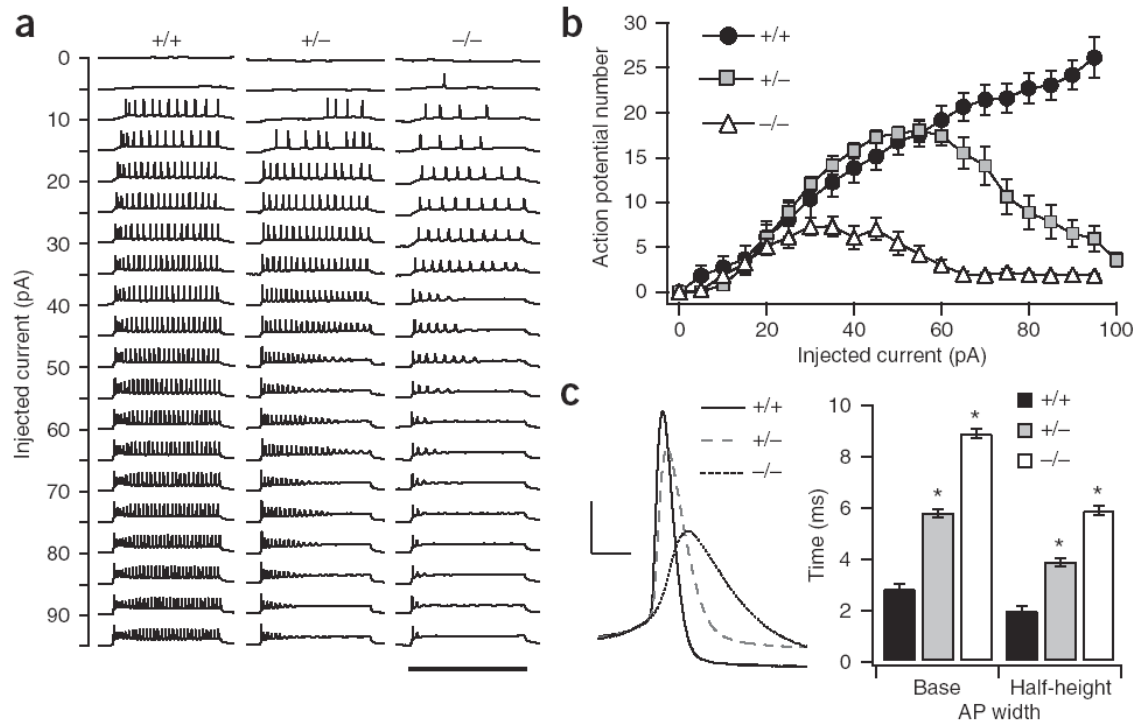 a
+/+ +/– –/–
Injected current (pA)
0
10
20
30
40
50
60
70
80
90
b
+/+
+/–
–/–
Action potential number
30
25
20
15
10
5
0
0 20 40 60 80 100
Injected current (pA)
c
+/+
+/–
–/–
Time (ms)
10
8
6
4
2
0
+/+
+/–
–/–
* * * *
Base Half-height
AP width